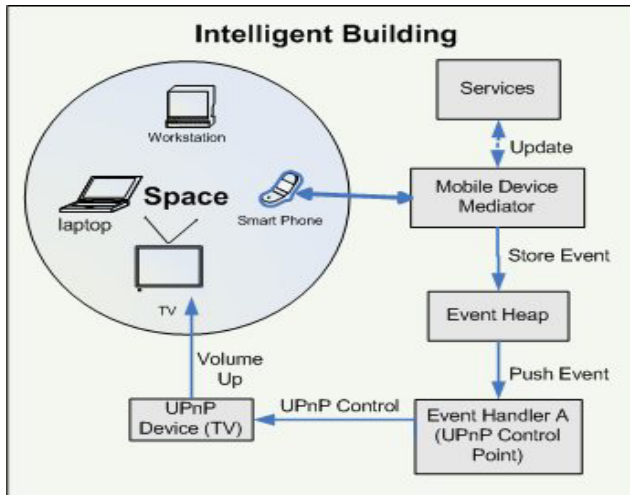 Intelligent Building
Workstation
laptop
Space
Smart Phone
TV
Services
Update
Mobile Device
Mediator
Store Event
Event Heap
Push Event
Event Handler A
(UPnP Control
Point)
UPnP Control
UPnP
Device (TV)
Volume
Up